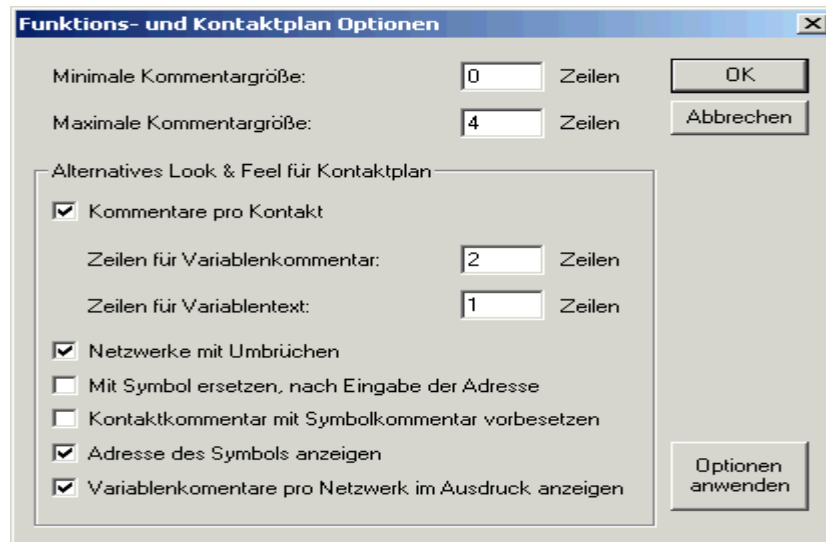 Funktions- und Kontaktplan Optionen
Minimale Kommentargröße: 0 Zeilen OK
Maximale Kommentargröße: 4 Zeilen Abbrechen
Alternatives Look & Feel für Kontaktplan
Kommentare pro Kontakt
Zeilen für Variablenkommentar: 2 Zeilen
Zeilen für Variablentext: 1 Zeilen
Netzwerke mit Umbrüchen
Mit Symbol ersetzen, nach Eingabe der Adresse
Kontaktkommentar mit Symbolkommentar vorbesetzen
Adresse des Symbols anzeigen
Variablenkomentare pro Netzwerk im Ausdruck anzeigen
Optionen
anwenden